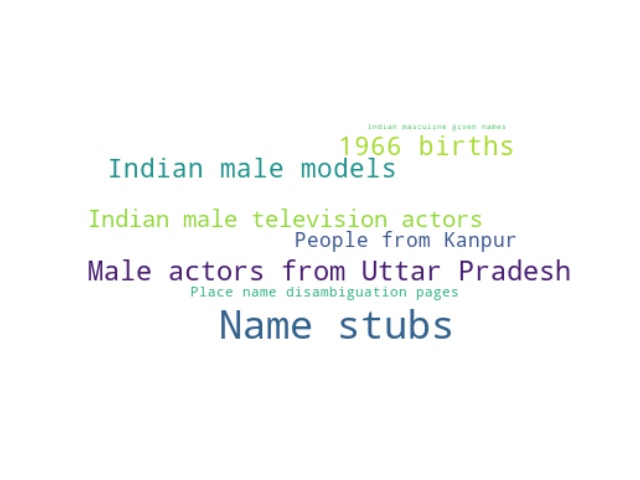 Indian masculine given names
1966 births
Indian male models
Indian male television actors
People from Kanpur
Male actors from Uttar Pradesh
Place name disambiguation pages
Name stubs